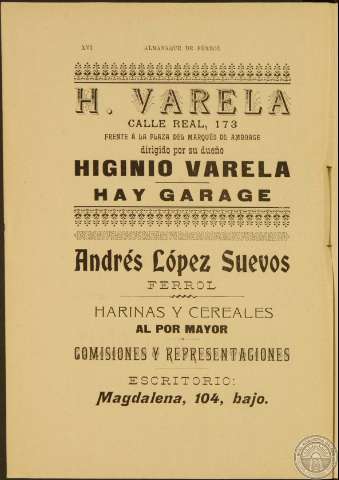 XVI ALMANAQUE DE FERROL
H. VARELA
CALLE REAL, 173
FRENTE Á LA PLAZA DEL MARQUÉS DE AMBOAGE
dirigido por su dueño
HIGINIO VARELA
HAY GARAGE
Andrés López Suevos
FERROL
HARINAS Y CEREALES
AL POR MAYOR
COMISIONES Y REPRESENTACIONES
ESCRITORIO:
Magdalena, 104, bajo.